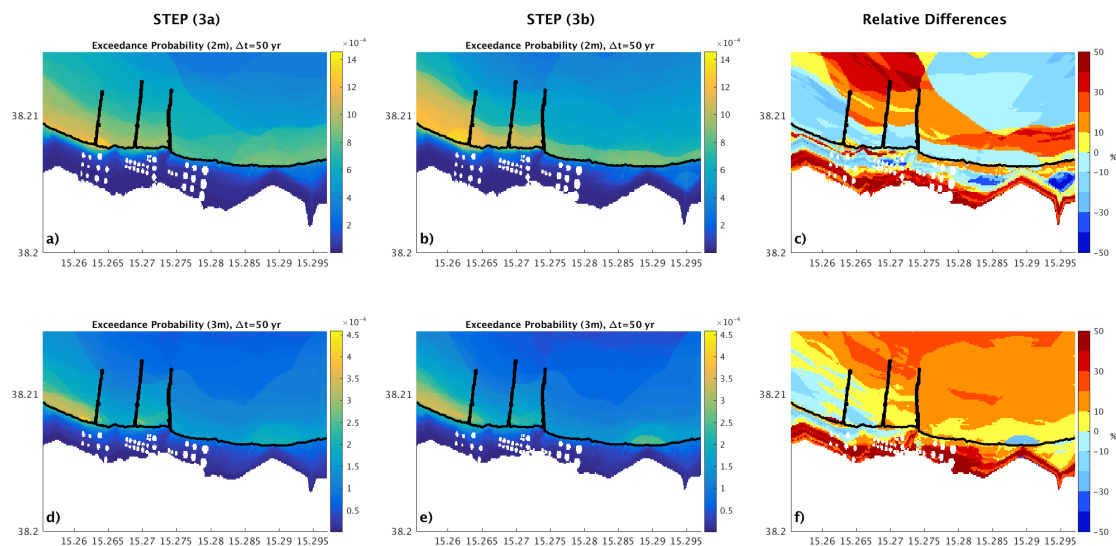 STEP (3a) STEP (3b) Relative Differences
Exceedance Probability (2m), Δt=50 yr ×10⁻⁴ Exceedance Probability (2m), Δt=50 yr ×10⁻⁴
38.21 38.21 38.21
38.2 38.2 38.2
14 12 10 8 6 4 2
14 12 10 8 6 4 2
50 30 10 0 −10 −30 −50 %
a) b) c)
15.26 15.265 15.27 15.275 15.28 15.285 15.29 15.295
15.26 15.265 15.27 15.275 15.28 15.285 15.29 15.295
15.26 15.265 15.27 15.275 15.28 15.285 15.29 15.295
Exceedance Probability (3m), Δt=50 yr ×10⁻⁴ Exceedance Probability (3m), Δt=50 yr ×10⁻⁴
38.21 38.21 38.21
38.2 38.2 38.2
4.5 4 3.5 3 2.5 2 1.5 1 0.5
4.5 4 3.5 3 2.5 2 1.5 1 0.5
50 30 10 0 −10 −30 −50 %
d) e) f)
15.26 15.265 15.27 15.275 15.28 15.285 15.29 15.295
15.26 15.265 15.27 15.275 15.28 15.285 15.29 15.295
15.26 15.265 15.27 15.275 15.28 15.285 15.29 15.295